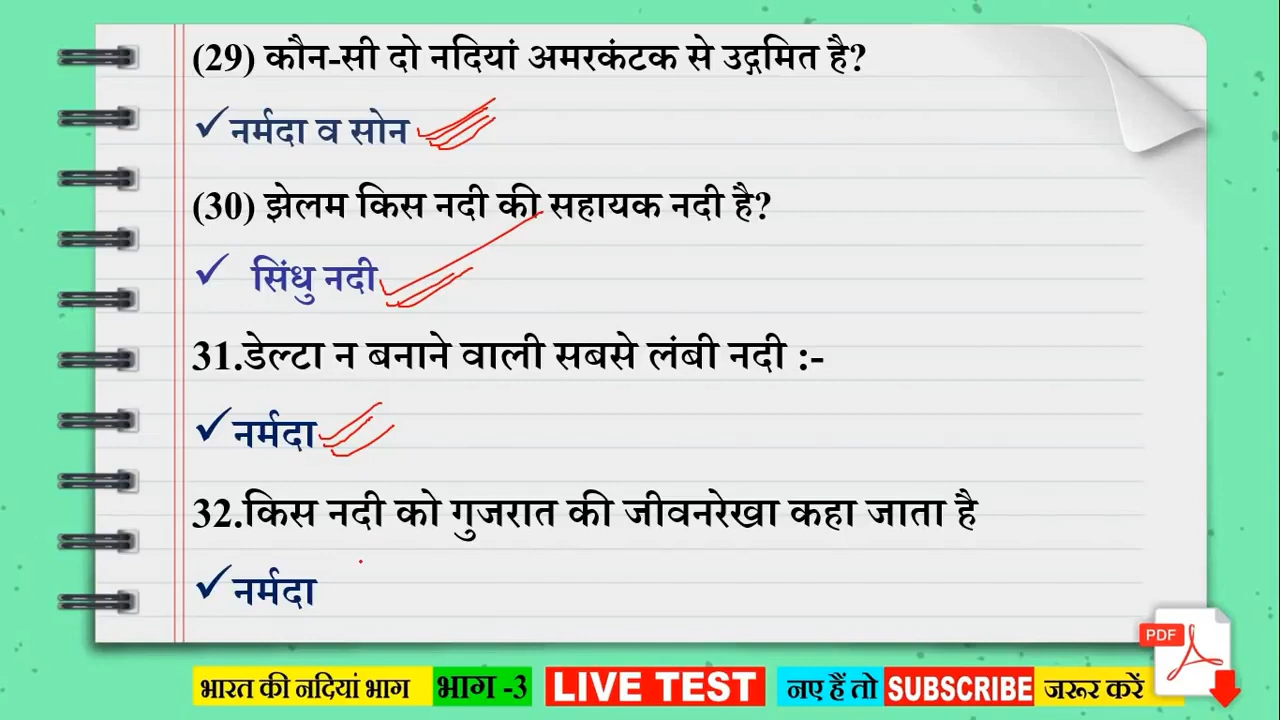 (29) कौन-सी दो नदियां अमरकंटक से उद्गमित है?
✓नर्मदा व सोन
(30) झेलम किस नदी की सहायक नदी है?
✓ सिंधु नदी
31.डेल्टा न बनाने वाली सबसे लंबी नदी :-
✓नर्मदा
32.किस नदी को गुजरात की जीवनरेखा कहा जाता है
✓नर्मदा
PDF
भारत की नदियां भाग भाग -3 LIVE TEST नए हैं तो SUBSCRIBE जरूर करें